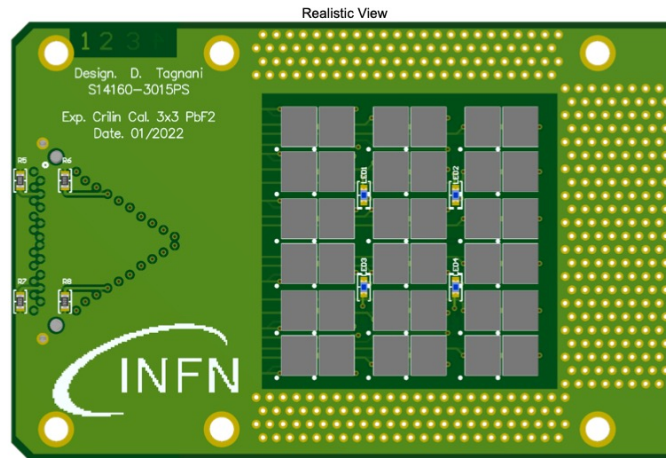 Realistic View
1 2 3
Design. D. Tagnani
S14160-3015PS
Exp. Crilin Cal. 3x3 PbF2
Date. 01/2022
R5 R6
LED1 LED2
LED3 LED4
R7 R8
INFN